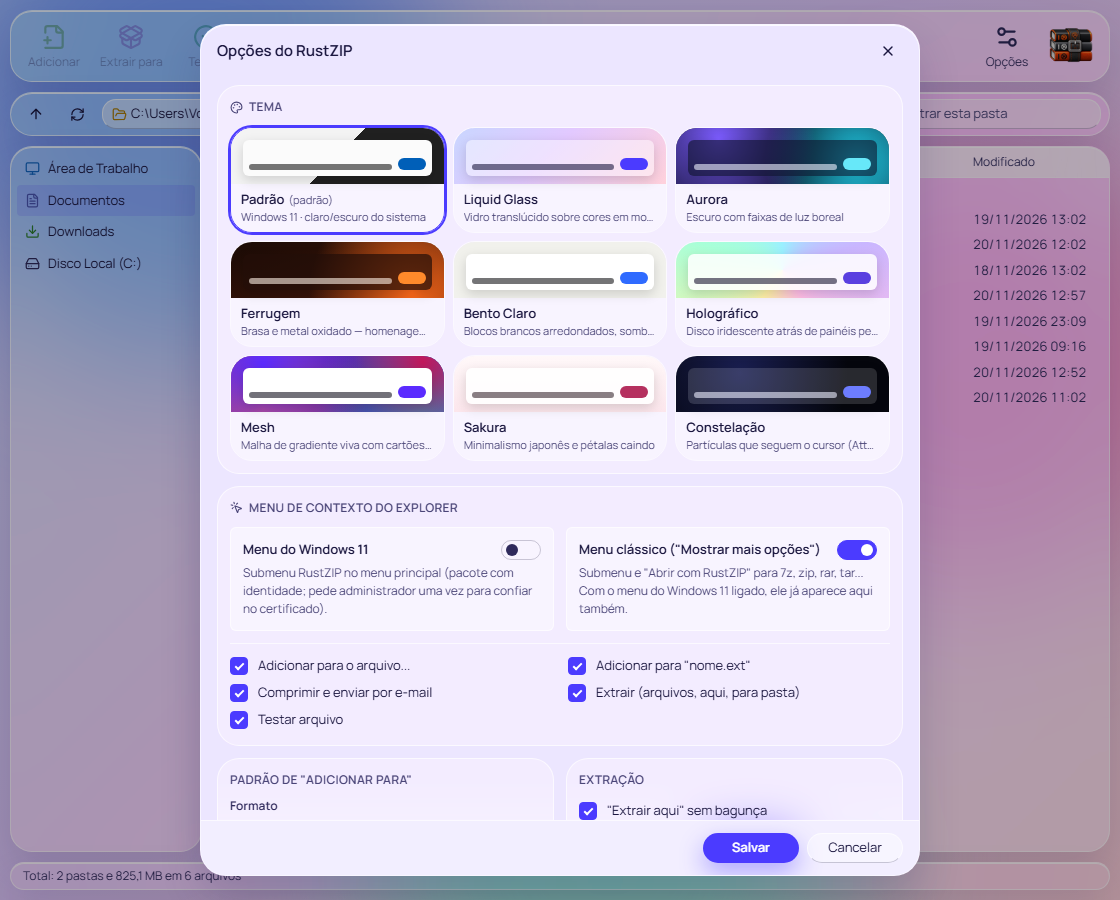 Opções do RustZIP
Adicionar
Extrair para
Opções
C:\Users\
trar esta pasta
Área de Trabalho
Documentos
Downloads
Disco Local (C:)
Modificado
19/11/2026 13:02
20/11/2026 12:02
18/11/2026 13:02
20/11/2026 12:57
19/11/2026 23:09
19/11/2026 09:16
20/11/2026 12:52
20/11/2026 11:02
TEMA
Padrão (padrão)
Windows 11 · claro/escuro do sistema
Liquid Glass
Vidro translúcido sobre cores em mo...
Aurora
Escuro com faixas de luz boreal
Ferrugem
Brasa e metal oxidado — homenage...
Bento Claro
Blocos brancos arredondados, somb...
Holográfico
Disco iridescente atrás de painéis pe...
Mesh
Malha de gradiente viva com cartões...
Sakura
Minimalismo japonês e pétalas caindo
Constelação
Partículas que seguem o cursor (Att...
MENU DE CONTEXTO DO EXPLORER
Menu do Windows 11
Submenu RustZIP no menu principal (pacote com
identidade; pede administrador uma vez para confiar
no certificado).
Menu clássico ("Mostrar mais opções")
Submenu e "Abrir com RustZIP" para 7z, zip, rar, tar...
Com o menu do Windows 11 ligado, ele já aparece aqui
também.
Adicionar para o arquivo...
Adicionar para "nome.ext"
Comprimir e enviar por e-mail
Extrair (arquivos, aqui, para pasta)
Testar arquivo
PADRÃO DE "ADICIONAR PARA"
Formato
EXTRAÇÃO
"Extrair aqui" sem bagunça
Salvar
Cancelar
Total: 2 pastas e 825,1 MB em 6 arquivos